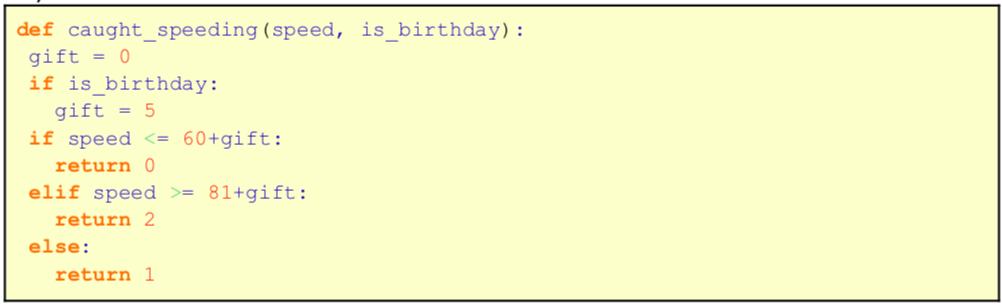 def caught_speeding(speed, is_birthday):
 gift = 0
 if is_birthday:
   gift = 5
 if speed <= 60+gift:
   return 0
 elif speed >= 81+gift:
   return 2
 else:
   return 1